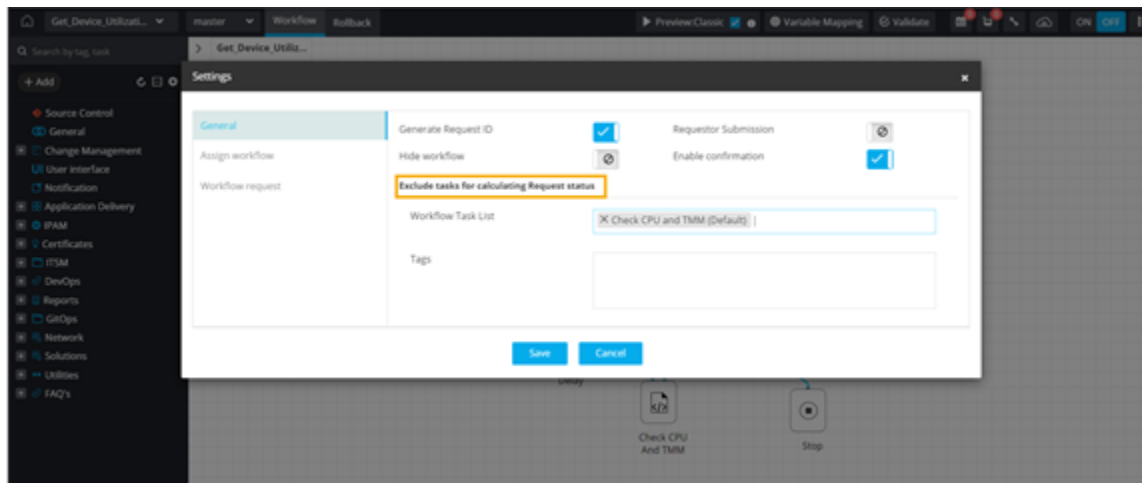 Get_Device_Utilizati...
master
Workflow
Rollback
Preview:Classic
Variable Mapping
Validate
ON OFF
Search by tag, task
> Get_Device_Utiliz...
+ Add
Settings
Source Control
General
Change Management
User Interface
Notification
Application Delivery
IPAM
Certificates
ITSM
DevOps
Reports
GitOps
Network
Solutions
Utilities
FAQ's
General
Assign workflow
Workflow request
Generate Request ID
Requestor Submission
Hide workflow
Enable confirmation
Exclude tasks for calculating Request status
Workflow Task List
Check CPU and TMM (Default)
Tags
Save
Cancel
Delay
Check CPU
And TMM
Stop